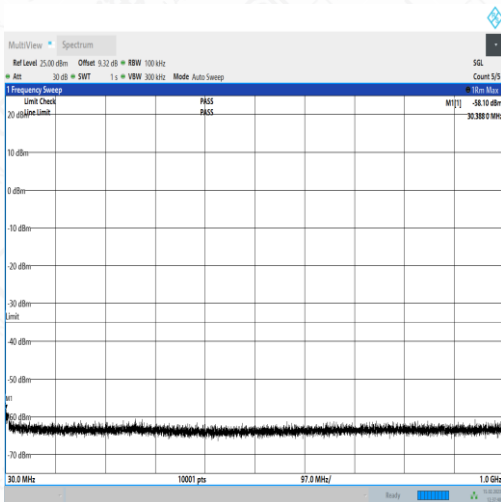 MultiView Spectrum
Ref Level 25.00 dBm Offset 9.32 dB RBW 100 kHz SGL
Att 30 dB SWT 1 s VBW 300 kHz Mode Auto Sweep Count 5/5
1 Frequency Sweep 1Rm Max
Limit Check PASS M1[1] -58.10 dBm
Line Limit PASS 30.3880 MHz
20 dBm
10 dBm
0 dBm
-10 dBm
-20 dBm
-30 dBm
Limit
-40 dBm
-50 dBm
M1
-60 dBm
-70 dBm
30.0 MHz 10001 pts 97.0 MHz/ 1.0 GHz
Ready